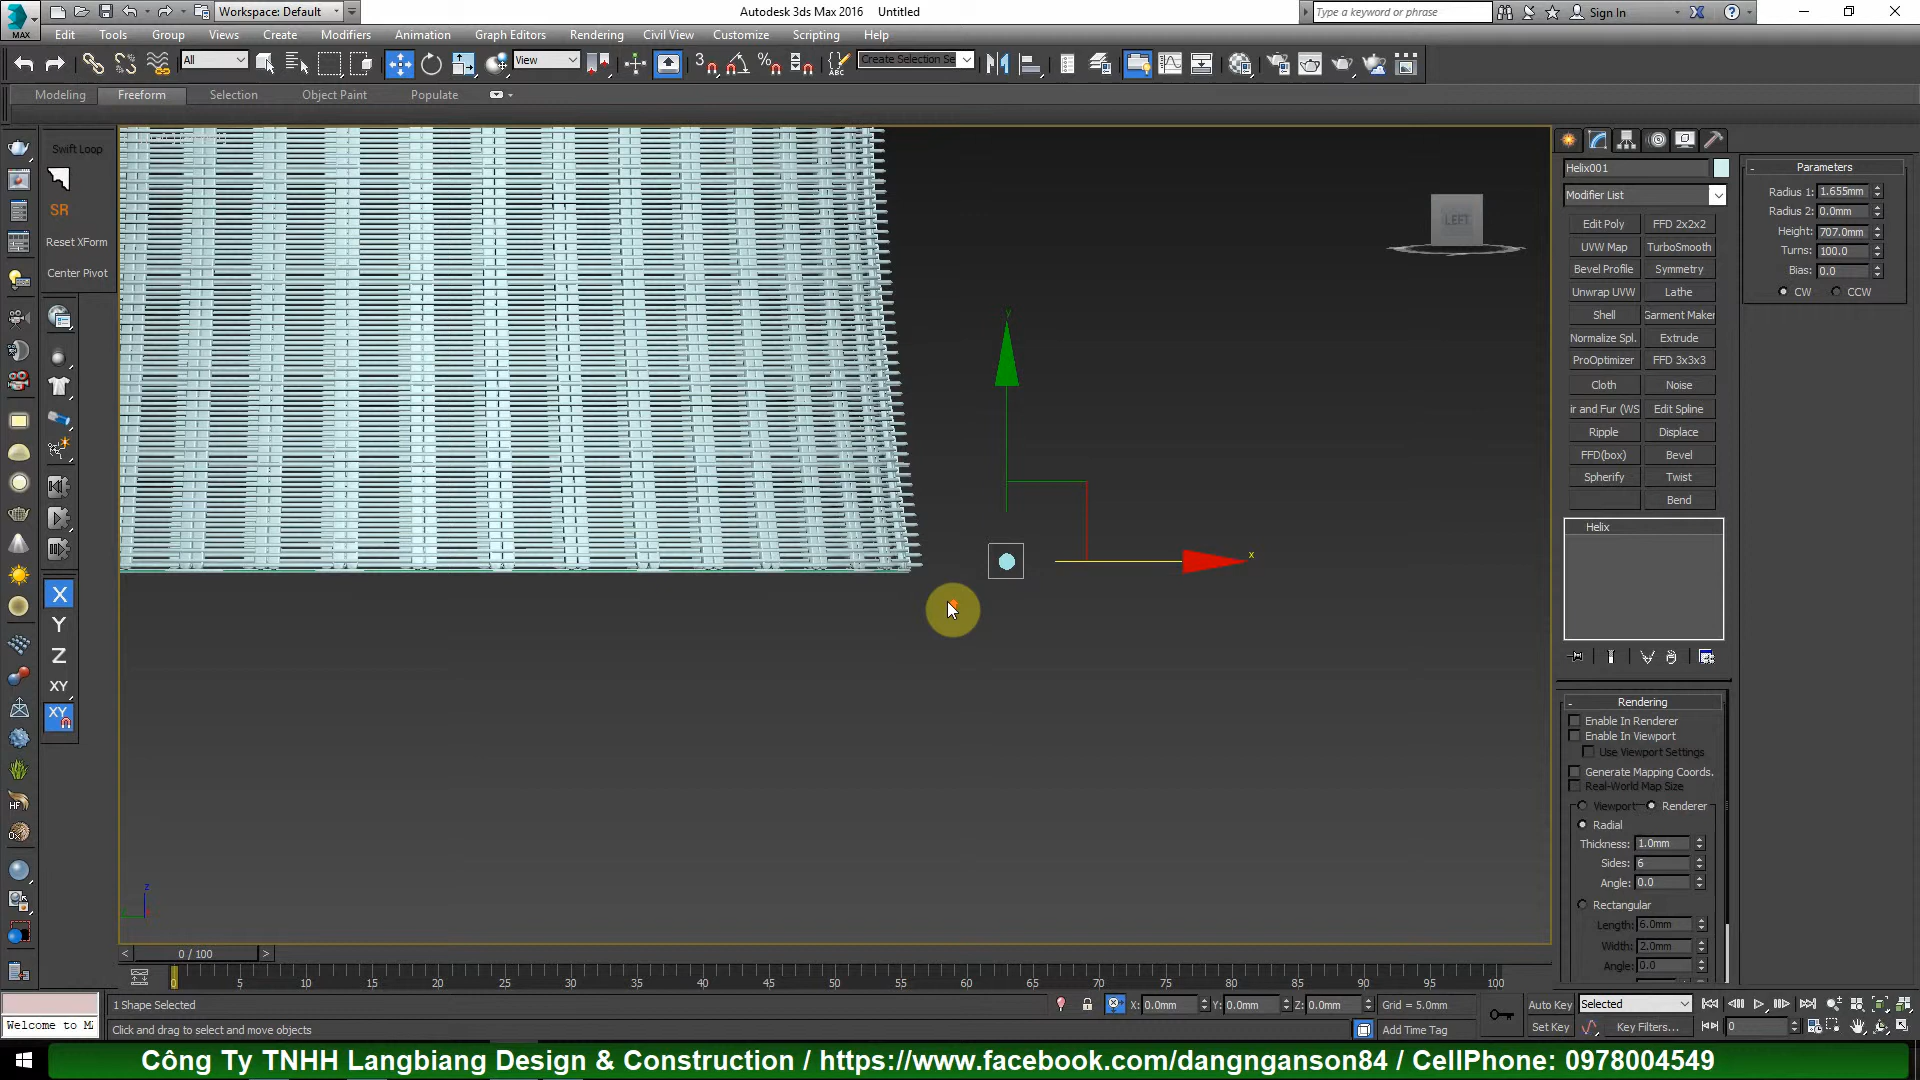 MAX
Workspace: Default
Autodesk 3ds Max 2016 Untitled
Type a keyword or phrase
Sign In
Edit Tools Group Views Create Modifiers Animation Graph Editors Rendering Civil View Customize Scripting Help
All
View
Create Selection Se
Modeling Freeform Selection Object Paint Populate
Swift Loop
SR
Reset XForm
Center Pivot
X
Y
Z
XY
XY
LEFT
y
x
z
Helix001
Modifier List
Edit Poly FFD 2x2x2
UVW Map TurboSmooth
Bevel Profile Symmetry
Unwrap UVW Lathe
Shell Garment Maker
Normalize Spl. Extrude
ProOptimizer FFD 3x3x3
Cloth Noise
ir and Fur (WS Edit Spline
Ripple Displace
FFD(box) Bevel
Spherify Twist
Bend
Helix
Parameters
Radius 1: 1.655mm
Radius 2: 0.0mm
Height: 707.0mm
Turns: 100.0
Bias: 0.0
CW CCW
Rendering
Enable In Renderer
Enable In Viewport
Use Viewport Settings
Generate Mapping Coords.
Real-World Map Size
Viewport Renderer
Radial
Thickness: 1.0mm
Sides: 6
Angle: 0.0
Rectangular
Length: 6.0mm
Width: 2.0mm
Angle: 0.0
< 0 / 100 >
0 5 10 15 20 25 30 35 40 45 50 55 60 65 70 75 80 85 90 95 100
1 Shape Selected
X: 0.0mm Y: 0.0mm Z: 0.0mm Grid = 5.0mm
Auto Key Selected
Welcome to M
Click and drag to select and move objects
Add Time Tag
Set Key Key Filters... 0
Công Ty TNHH Langbiang Design & Construction / https://www.facebook.com/dangnganson84 / CellPhone: 0978004549